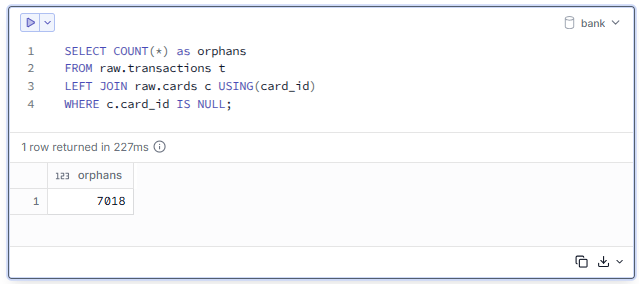 bank
1 SELECT COUNT(*) as orphans
2 FROM raw.transactions t
3 LEFT JOIN raw.cards c USING(card_id)
4 WHERE c.card_id IS NULL;
1 row returned in 227ms
123 orphans
1 7018